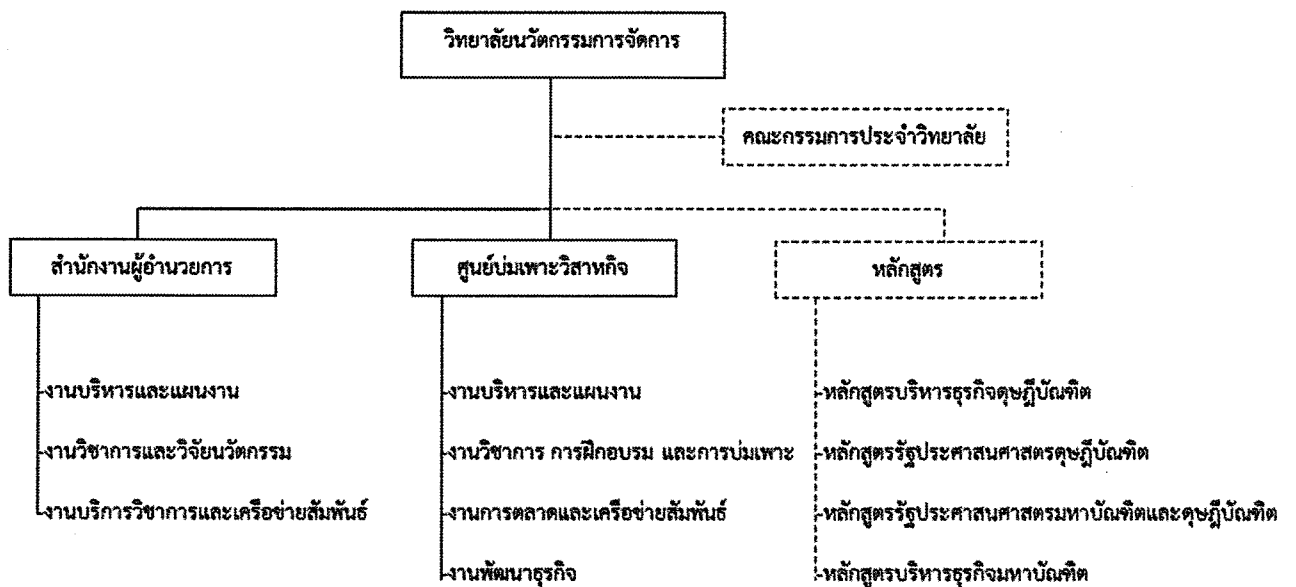 วิทยาลัยนวัตกรรมการจัดการ
คณะกรรมการประจำวิทยาลัย
สำนักงานผู้อำนวยการ
ศูนย์บ่มเพาะวิสาหกิจ
หลักสูตร
-งานบริหารและแผนงาน
-งานวิชาการและวิจัยนวัตกรรม
-งานบริการวิชาการและเครือข่ายสัมพันธ์
-งานบริหารและแผนงาน
-งานวิชาการ การฝึกอบรม และการบ่มเพาะ
-งานการตลาดและเครือข่ายสัมพันธ์
-งานพัฒนาธุรกิจ
-หลักสูตรบริหารธุรกิจดุษฎีบัณฑิต
-หลักสูตรรัฐประศาสนศาสตรดุษฎีบัณฑิต
-หลักสูตรรัฐประศาสนศาสตรมหาบัณฑิตและดุษฎีบัณฑิต
-หลักสูตรบริหารธุรกิจมหาบัณฑิต